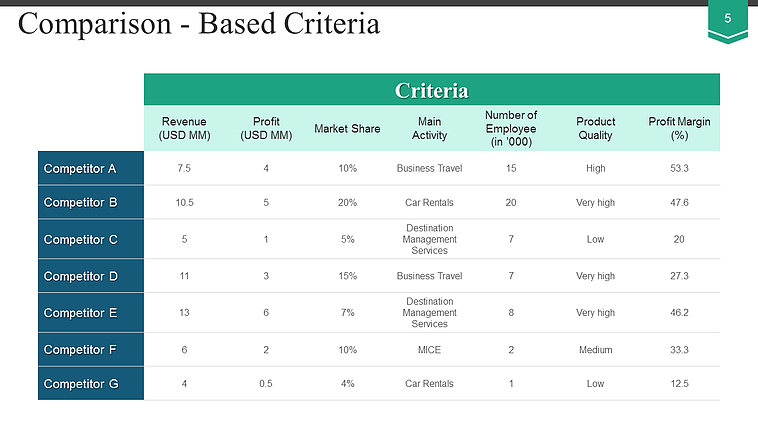 Comparison - Based Criteria
5
Criteria
Revenue (USD MM) Profit (USD MM) Market Share Main Activity Number of Employee (in '000) Product Quality Profit Margin (%)
Competitor A 7.5 4 10% Business Travel 15 High 53.3
Competitor B 10.5 5 20% Car Rentals 20 Very high 47.6
Competitor C 5 1 5% Destination Management Services 7 Low 20
Competitor D 11 3 15% Business Travel 7 Very high 27.3
Competitor E 13 6 7% Destination Management Services 8 Very high 46.2
Competitor F 6 2 10% MICE 2 Medium 33.3
Competitor G 4 0.5 4% Car Rentals 1 Low 12.5